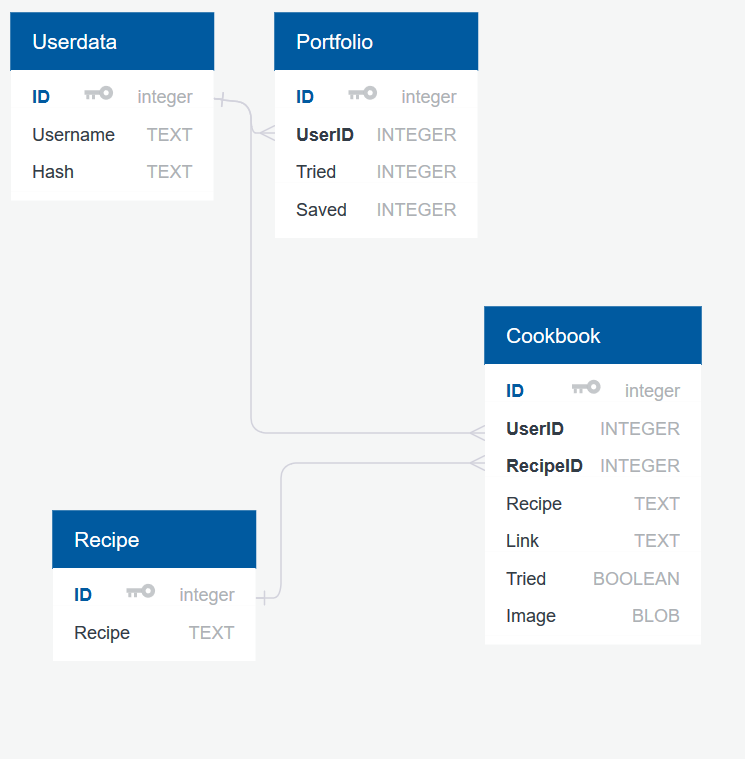 Userdata
ID integer
Username TEXT
Hash TEXT
Portfolio
ID integer
UserID INTEGER
Tried INTEGER
Saved INTEGER
Cookbook
ID integer
UserID INTEGER
RecipeID INTEGER
Recipe TEXT
Link TEXT
Tried BOOLEAN
Image BLOB
Recipe
ID integer
Recipe TEXT